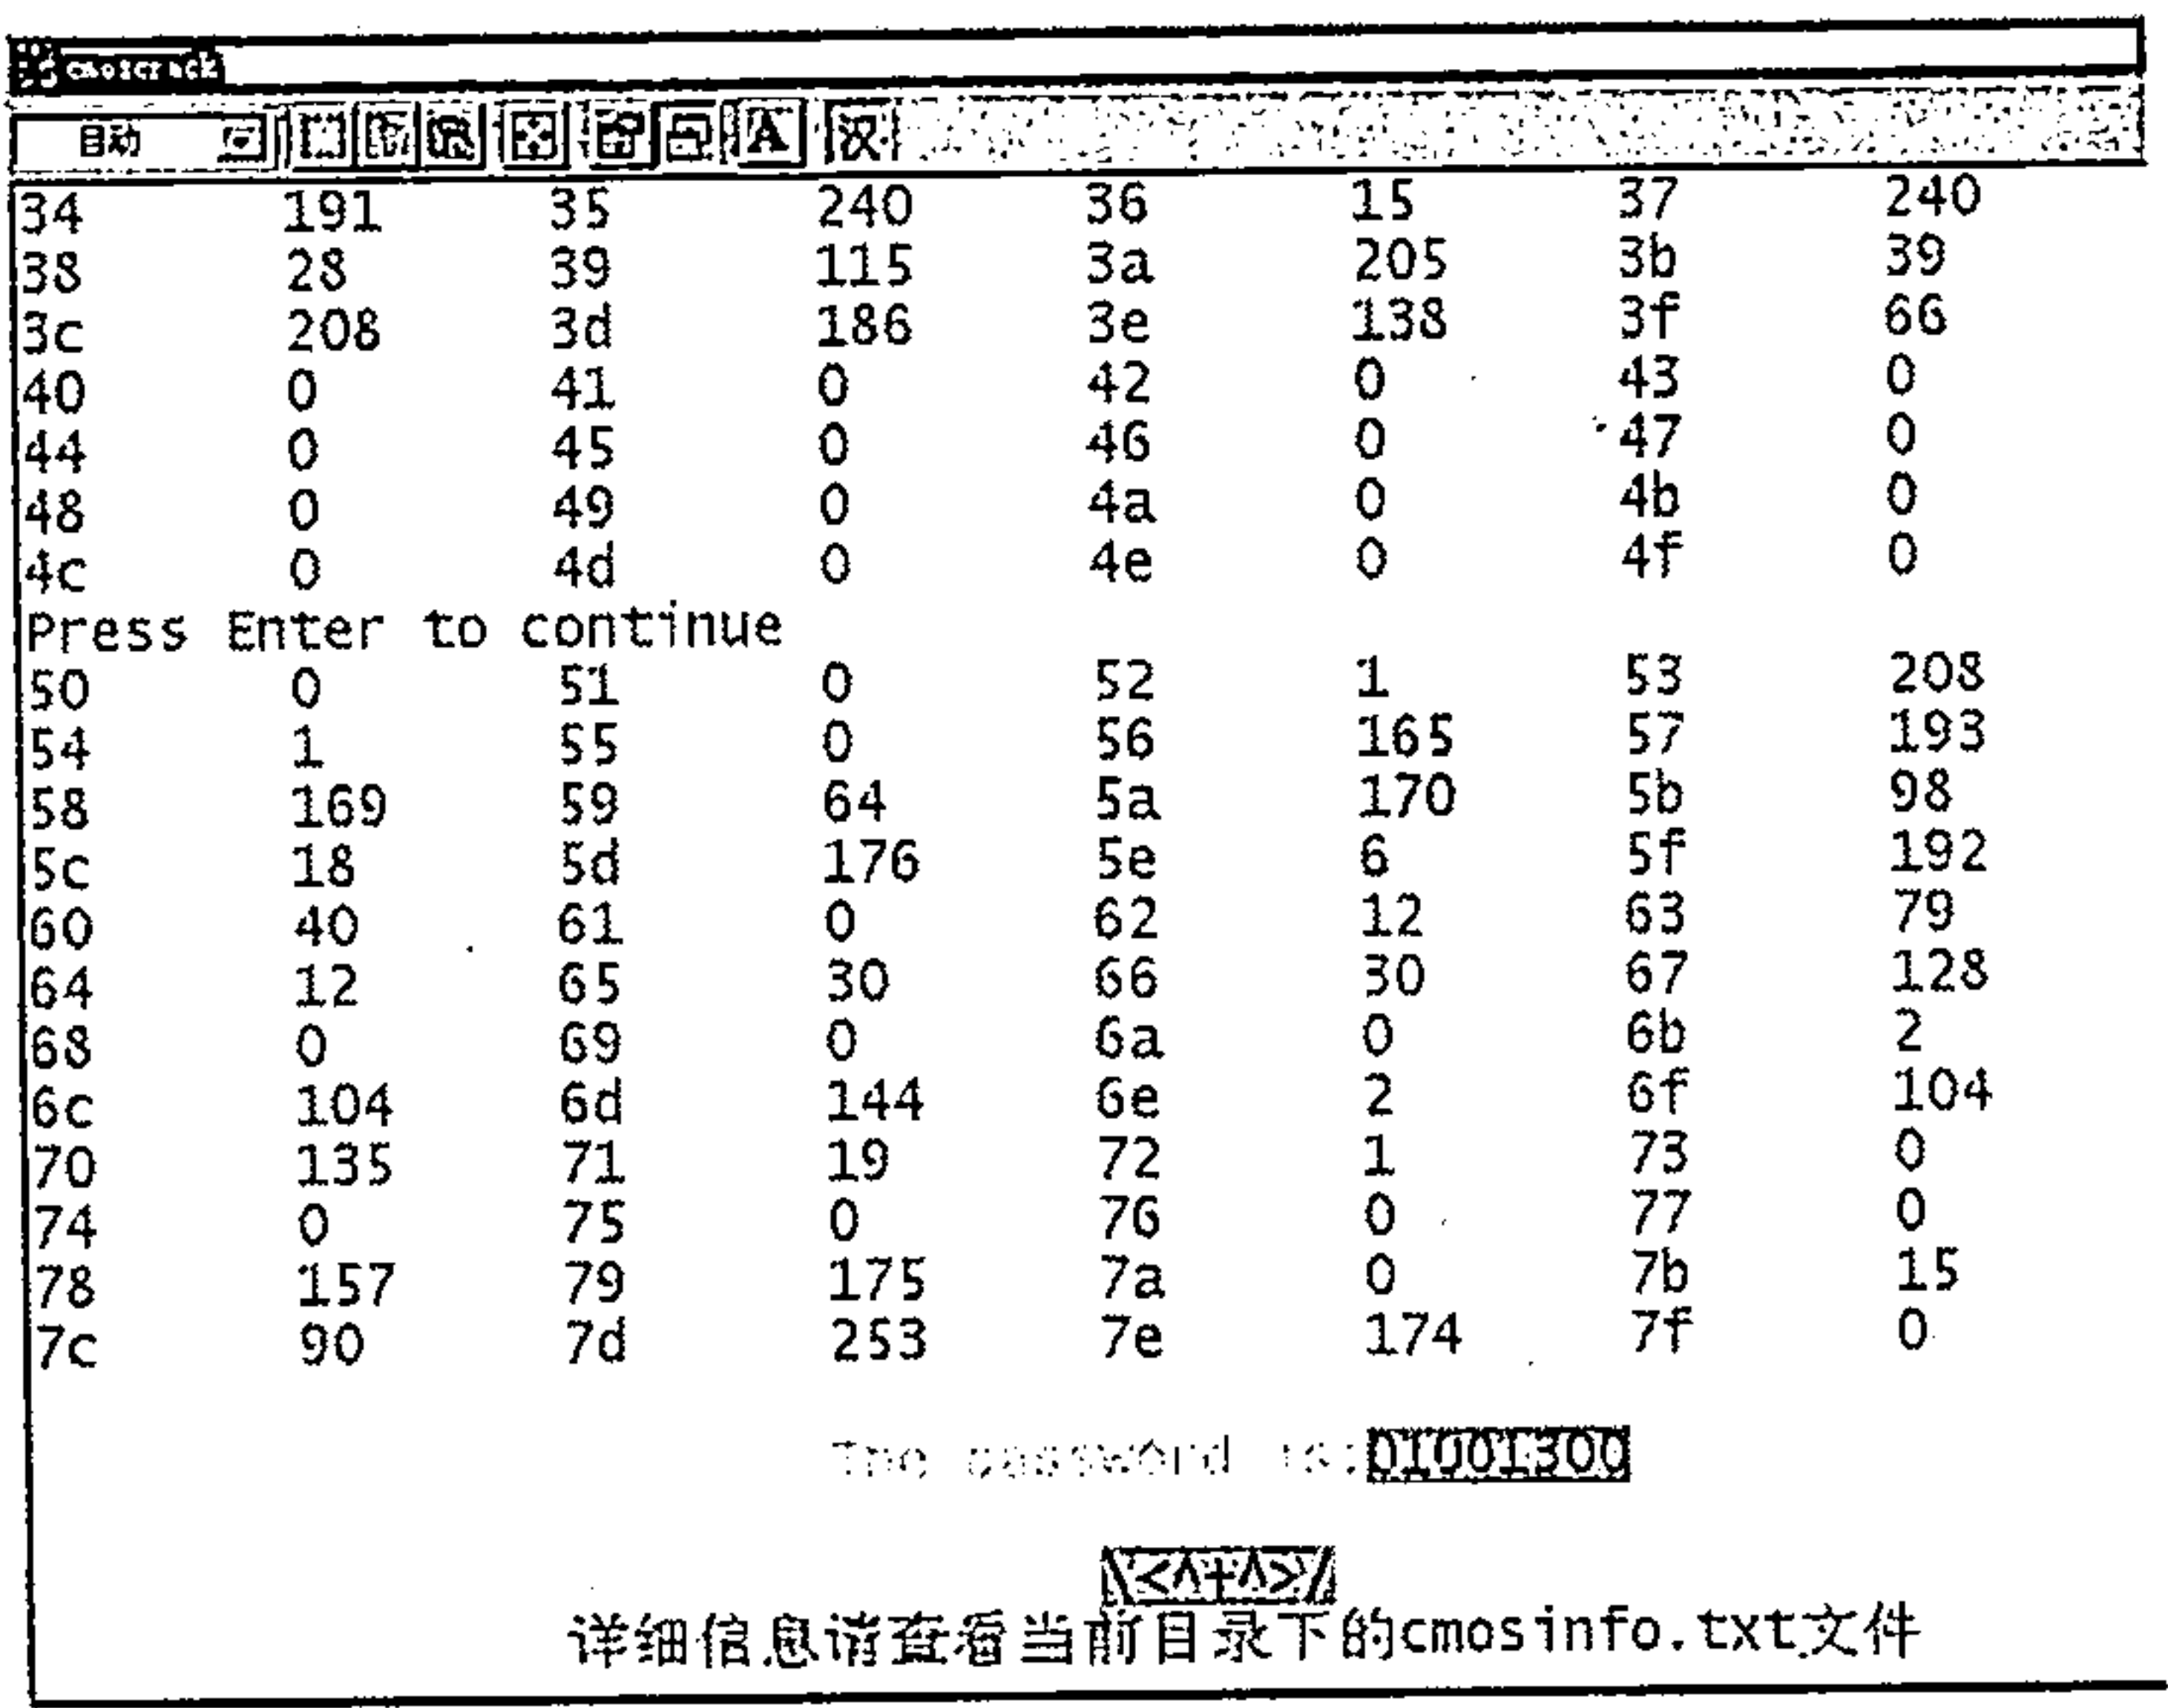 cmoscrack
自动 A 汉
34 191 35 240 36 15 37 240
38 28 39 115 3a 205 3b 39
3c 208 3d 186 3e 138 3f 66
40 0 41 0 42 0 43 0
44 0 45 0 46 0 47 0
48 0 49 0 4a 0 4b 0
4c 0 4d 0 4e 0 4f 0
Press Enter to continue
50 0 51 0 52 1 53 208
54 1 55 0 56 165 57 193
58 169 59 64 5a 170 5b 98
5c 18 5d 176 5e 6 5f 192
60 40 61 0 62 12 63 79
64 12 65 30 66 30 67 128
68 0 69 0 6a 0 6b 2
6c 104 6d 144 6e 2 6f 104
70 135 71 19 72 1 73 0
74 0 75 0 76 0 77 0
78 157 79 175 7a 0 7b 15
7c 90 7d 253 7e 174 7f 0
The password is:01001300
\<^+^>/
详细信息请查看当前目录下的cmosinfo.txt文件